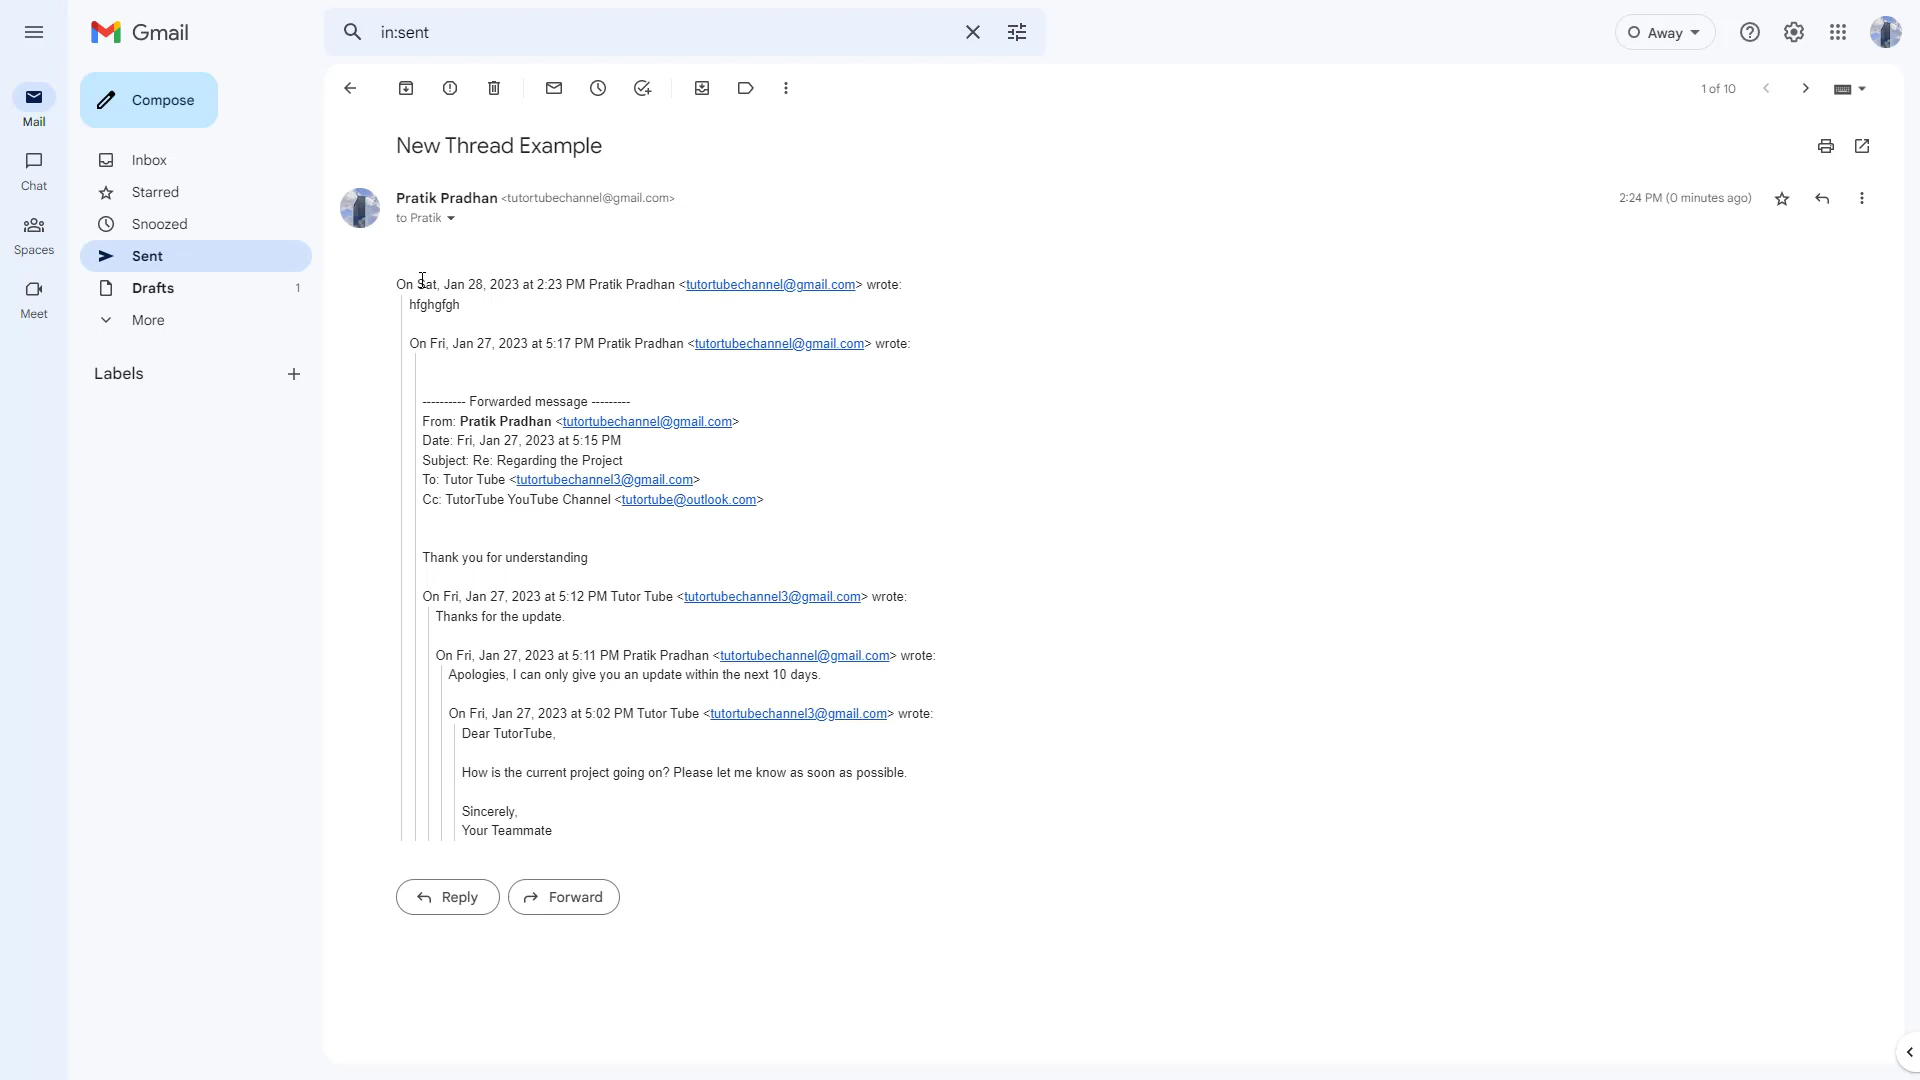 Gmail
in:sent
Away
Mail
Chat
Spaces
Meet
Compose
Inbox
Starred
Snoozed
Sent
Drafts 1
More
Labels
1 of 10
New Thread Example
Pratik Pradhan <tutortubechannel@gmail.com>
to Pratik
2:24 PM (0 minutes ago)
On Sat, Jan 28, 2023 at 2:23 PM Pratik Pradhan <tutortubechannel@gmail.com> wrote:
hfghgfgh
On Fri, Jan 27, 2023 at 5:17 PM Pratik Pradhan <tutortubechannel@gmail.com> wrote:
---------- Forwarded message ---------
From: Pratik Pradhan <tutortubechannel@gmail.com>
Date: Fri, Jan 27, 2023 at 5:15 PM
Subject: Re: Regarding the Project
To: Tutor Tube <tutortubechannel3@gmail.com>
Cc: TutorTube YouTube Channel <tutortube@outlook.com>
Thank you for understanding
On Fri, Jan 27, 2023 at 5:12 PM Tutor Tube <tutortubechannel3@gmail.com> wrote:
Thanks for the update.
On Fri, Jan 27, 2023 at 5:11 PM Pratik Pradhan <tutortubechannel@gmail.com> wrote:
Apologies, I can only give you an update within the next 10 days.
On Fri, Jan 27, 2023 at 5:02 PM Tutor Tube <tutortubechannel3@gmail.com> wrote:
Dear TutorTube,
How is the current project going on? Please let me know as soon as possible.
Sincerely,
Your Teammate
Reply
Forward